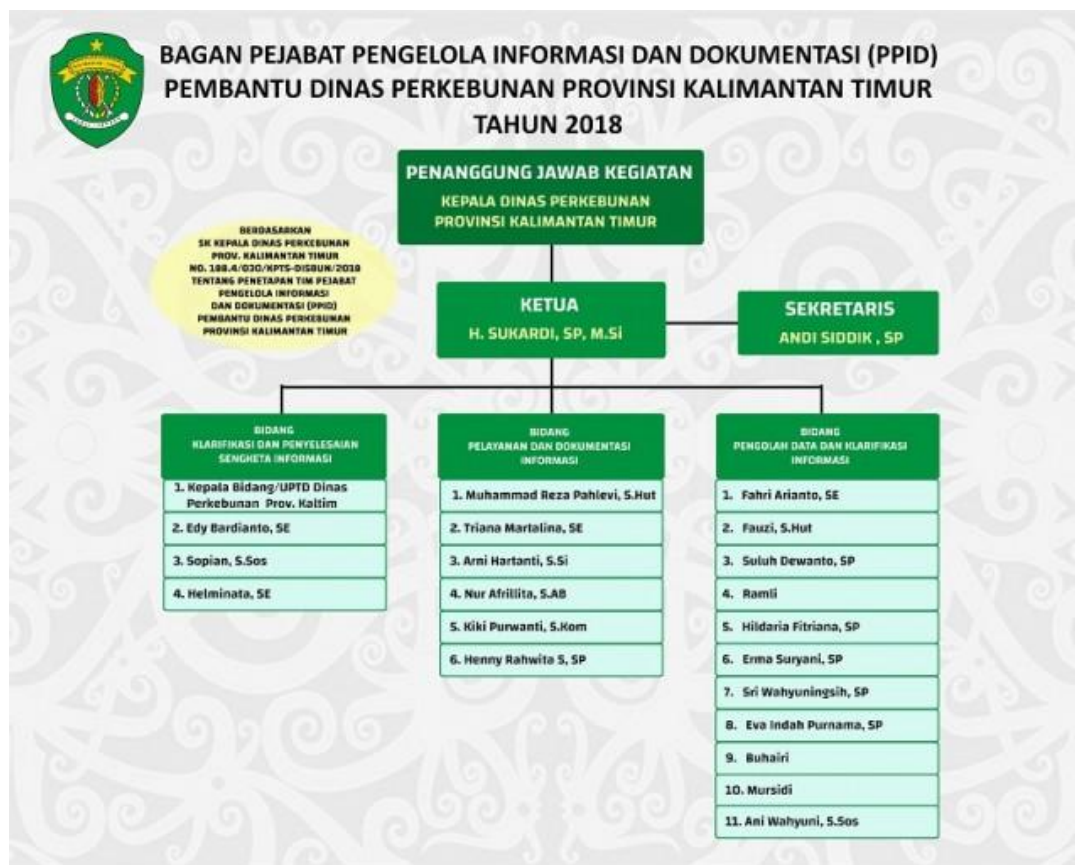 BAGAN PEJABAT PENGELOLA INFORMASI DAN DOKUMENTASI (PPID)
PEMBANTU DINAS PERKEBUNAN PROVINSI KALIMANTAN TIMUR
TAHUN 2018
PENANGGUNG JAWAB KEGIATAN
KEPALA DINAS PERKEBUNAN
PROVINSI KALIMANTAN TIMUR
BERDASARKAN
SK KEPALA DINAS PERKEBUNAN
PROV. KALIMANTAN TIMUR
NO. 188.4/030/KPTS-DISBUN/2018
TENTANG PENETAPAN TIM PEJABAT
PENGELOLA INFORMASI
DAN DOKUMENTASI (PPID)
PEMBANTU DINAS PERKEBUNAN
PROVINSI KALIMANTAN TIMUR
KETUA
H. SUKARDI, SP, M.Si
SEKRETARIS
ANDI SIDDIK , SP
BIDANG
KLARIFIKASI DAN PENYELESAIAN
SENGKETA INFORMASI
1. Kepala Bidang/UPTD Dinas
Perkebunan Prov. Kaltim
2. Edy Bardianto, SE
3. Sopian, S.Sos
4. Helminata, SE
BIDANG
PELAYANAN DAN DOKUMENTASI
INFORMASI
1. Muhammad Reza Pahlevi, S.Hut
2. Triana Martalina, SE
3. Arni Hartanti, S.Si
4. Nur Afrillita, S.AB
5. Kiki Purwanti, S.Kom
6. Henny Rahwita S, SP
BIDANG
PENGOLAH DATA DAN KLARIFIKASI
INFORMASI
1. Fahri Arianto, SE
2. Fauzi, S.Hut
3. Suluh Dewanto, SP
4. Ramli
5. Hildaria Fitriana, SP
6. Erma Suryani, SP
7. Sri Wahyuningsih, SP
8. Eva Indah Purnama, SP
9. Buhairi
10. Mursidi
11. Ani Wahyuni, S.Sos